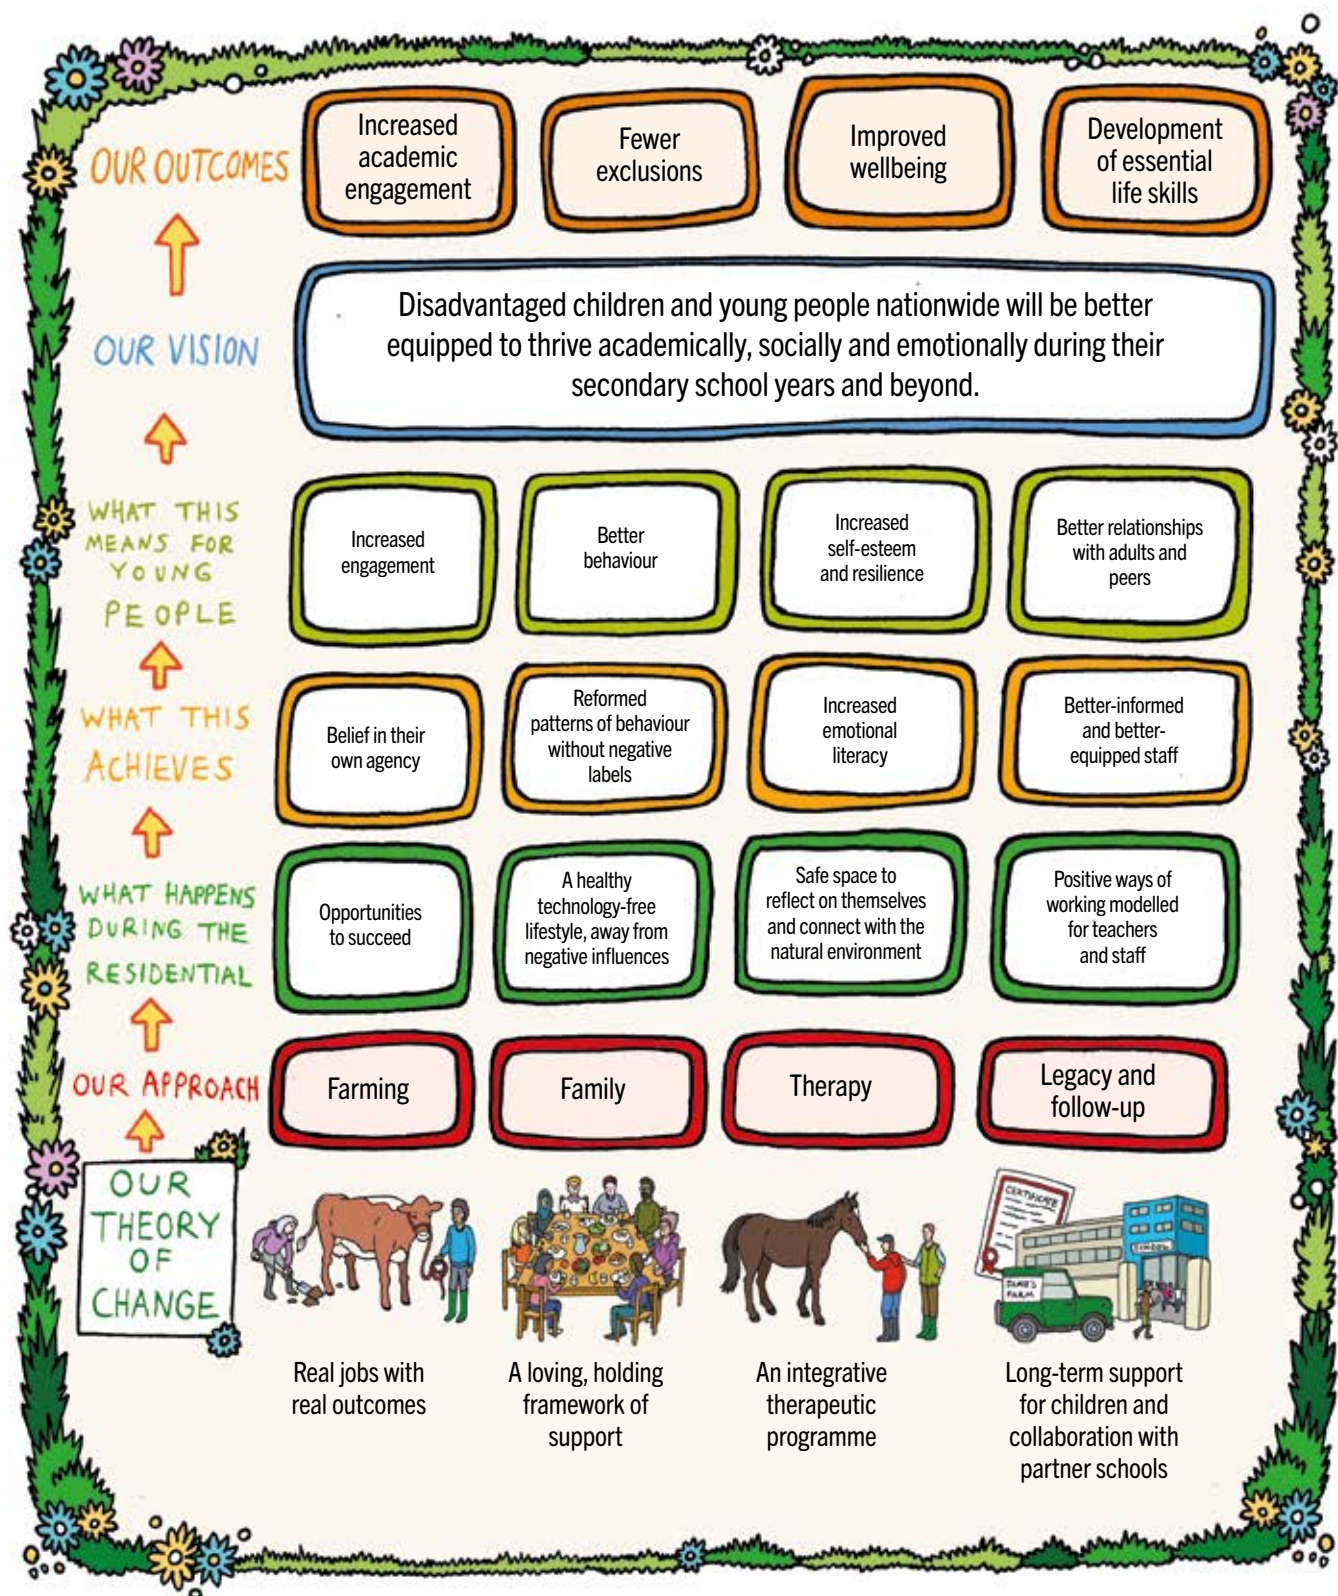 OUR OUTCOMES
Increased
academic
engagement
Fewer
exclusions
Improved
wellbeing
Development
of essential
life skills
OUR VISION
Disadvantaged children and young people nationwide will be better
equipped to thrive academically, socially and emotionally during their
secondary school years and beyond.
WHAT THIS
MEANS FOR
YOUNG
PEOPLE
Increased
engagement
Better
behaviour
Increased
self-esteem
and resilience
Better relationships
with adults and
peers
WHAT THIS
ACHIEVES
Belief in their
own agency
Reformed
patterns of behaviour
without negative
labels
Increased
emotional
literacy
Better-informed
and better-
equipped staff
WHAT HAPPENS
DURING THE
RESIDENTIAL
Opportunities
to succeed
A healthy
technology-free
lifestyle, away from
negative influences
Safe space to
reflect on themselves
and connect with the
natural environment
Positive ways of
working modelled
for teachers
and staff
OUR APPROACH
Farming
Family
Therapy
Legacy and
follow-up
OUR
THEORY
OF
CHANGE
CERTIFICATE
SCHOOL
FARM
Real jobs with
real outcomes
A loving, holding
framework of
support
An integrative
therapeutic
programme
Long-term support
for children and
collaboration with
partner schools